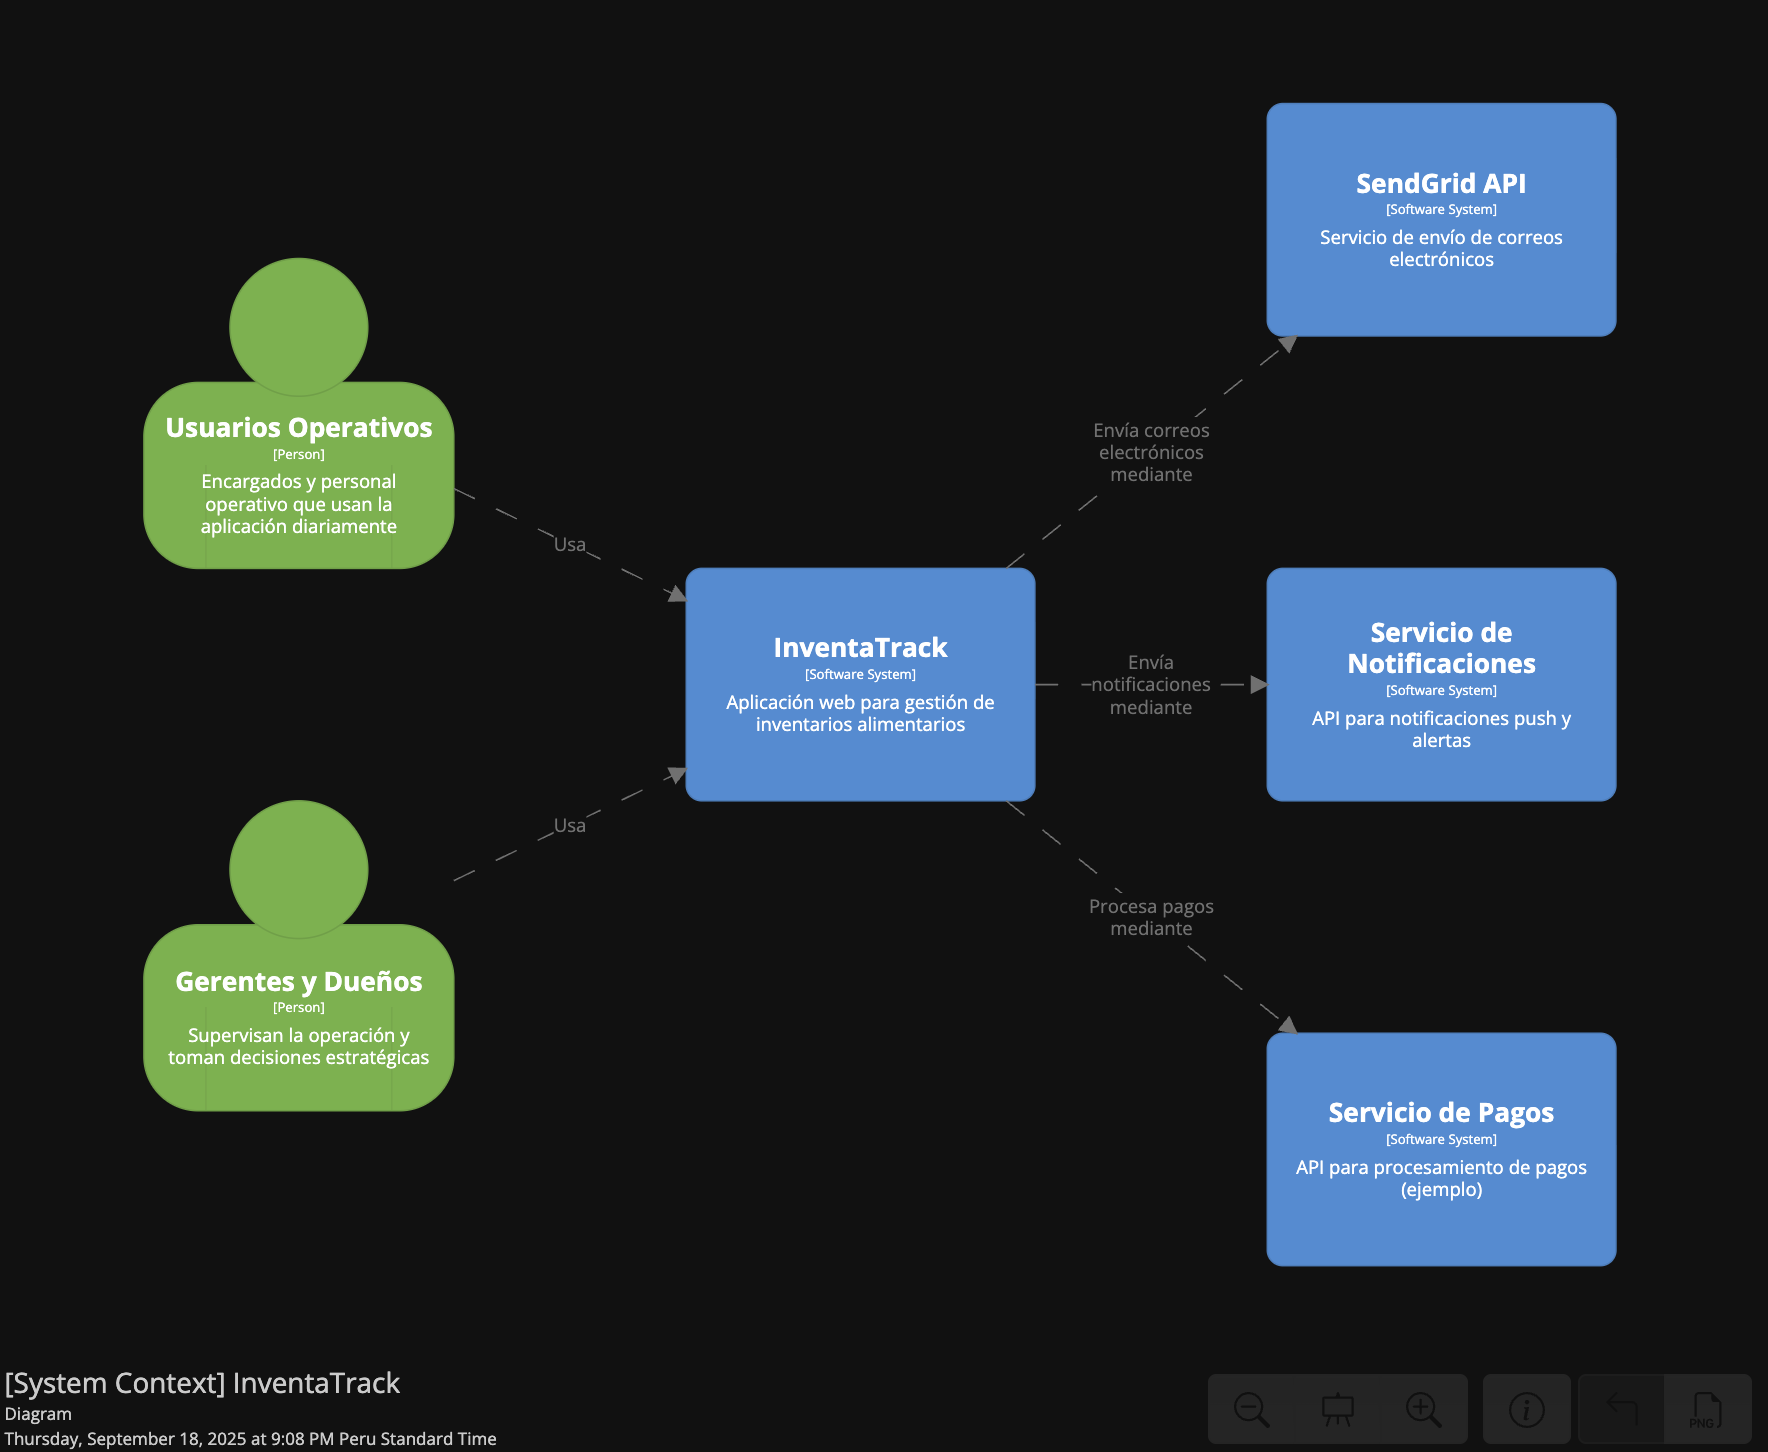 SendGrid API
[Software System]
Servicio de envío de correos
electrónicos
Usuarios Operativos
[Person]
Encargados y personal
operativo que usan la
aplicación diariamente
Envía correos
electrónicos
mediante
Usa
InventaTrack
[Software System]
Aplicación web para gestión de
inventarios alimentarios
Envía
notificaciones
mediante
Servicio de
Notificaciones
[Software System]
API para notificaciones push y
alertas
Usa
Procesa pagos
mediante
Gerentes y Dueños
[Person]
Supervisan la operación y
toman decisiones estratégicas
Servicio de Pagos
[Software System]
API para procesamiento de pagos
(ejemplo)
[System Context] InventaTrack
Diagram
Thursday, September 18, 2025 at 9:08 PM Peru Standard Time
PNG